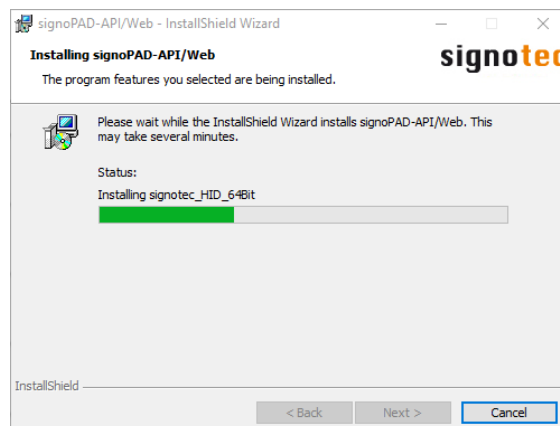 signoPAD-API/Web - InstallShield Wizard
Installing signoPAD-API/Web
signotec
The program features you selected are being installed.
Please wait while the InstallShield Wizard installs signoPAD-API/Web. This
may take several minutes.
Status:
Installing signotec_HID_64Bit
InstallShield
< Back
Next >
Cancel